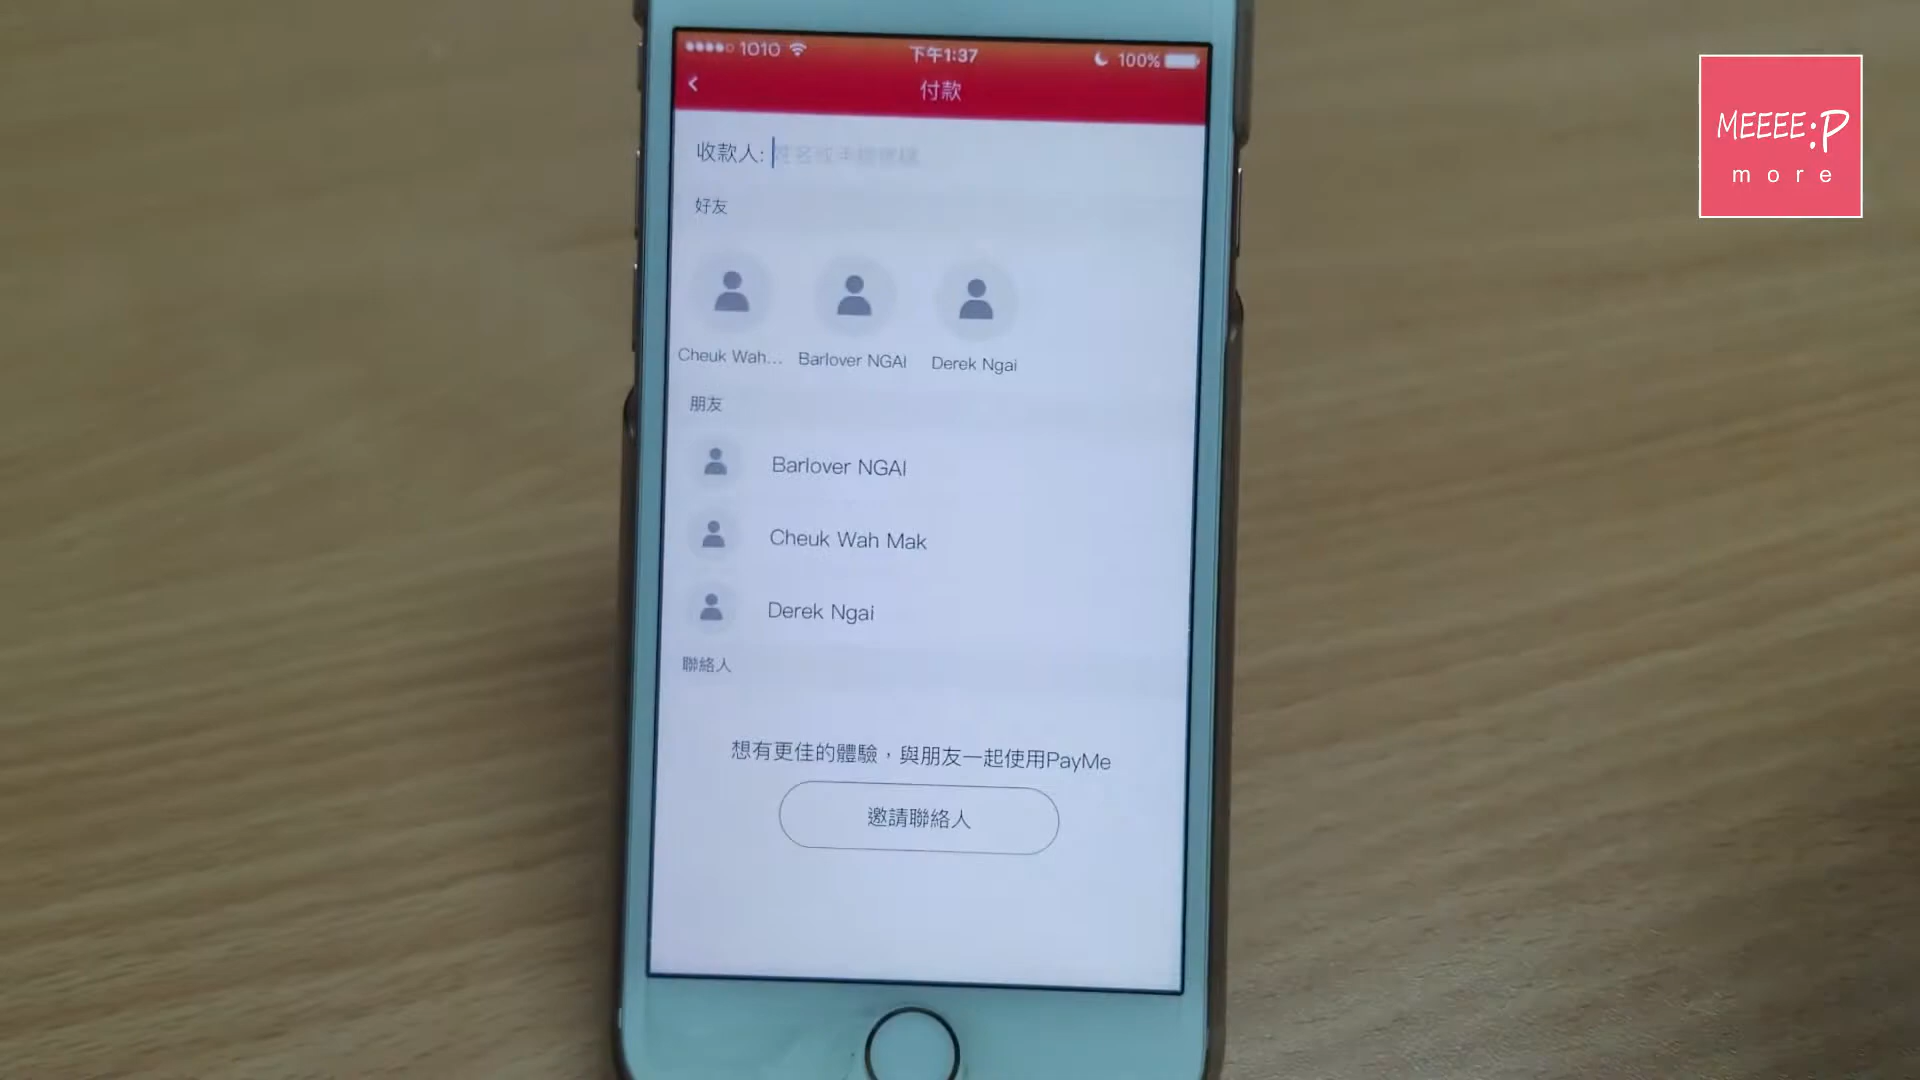 1010
下午1:37
100%
付款
收款人:
好友
Cheuk Wah...
Barlover NGAI
Derek Ngai
朋友
Barlover NGAI
Cheuk Wah Mak
Derek Ngai
聯絡人
想有更佳的體驗，與朋友一起使用PayMe
邀請聯絡人
MEEEE:P
more